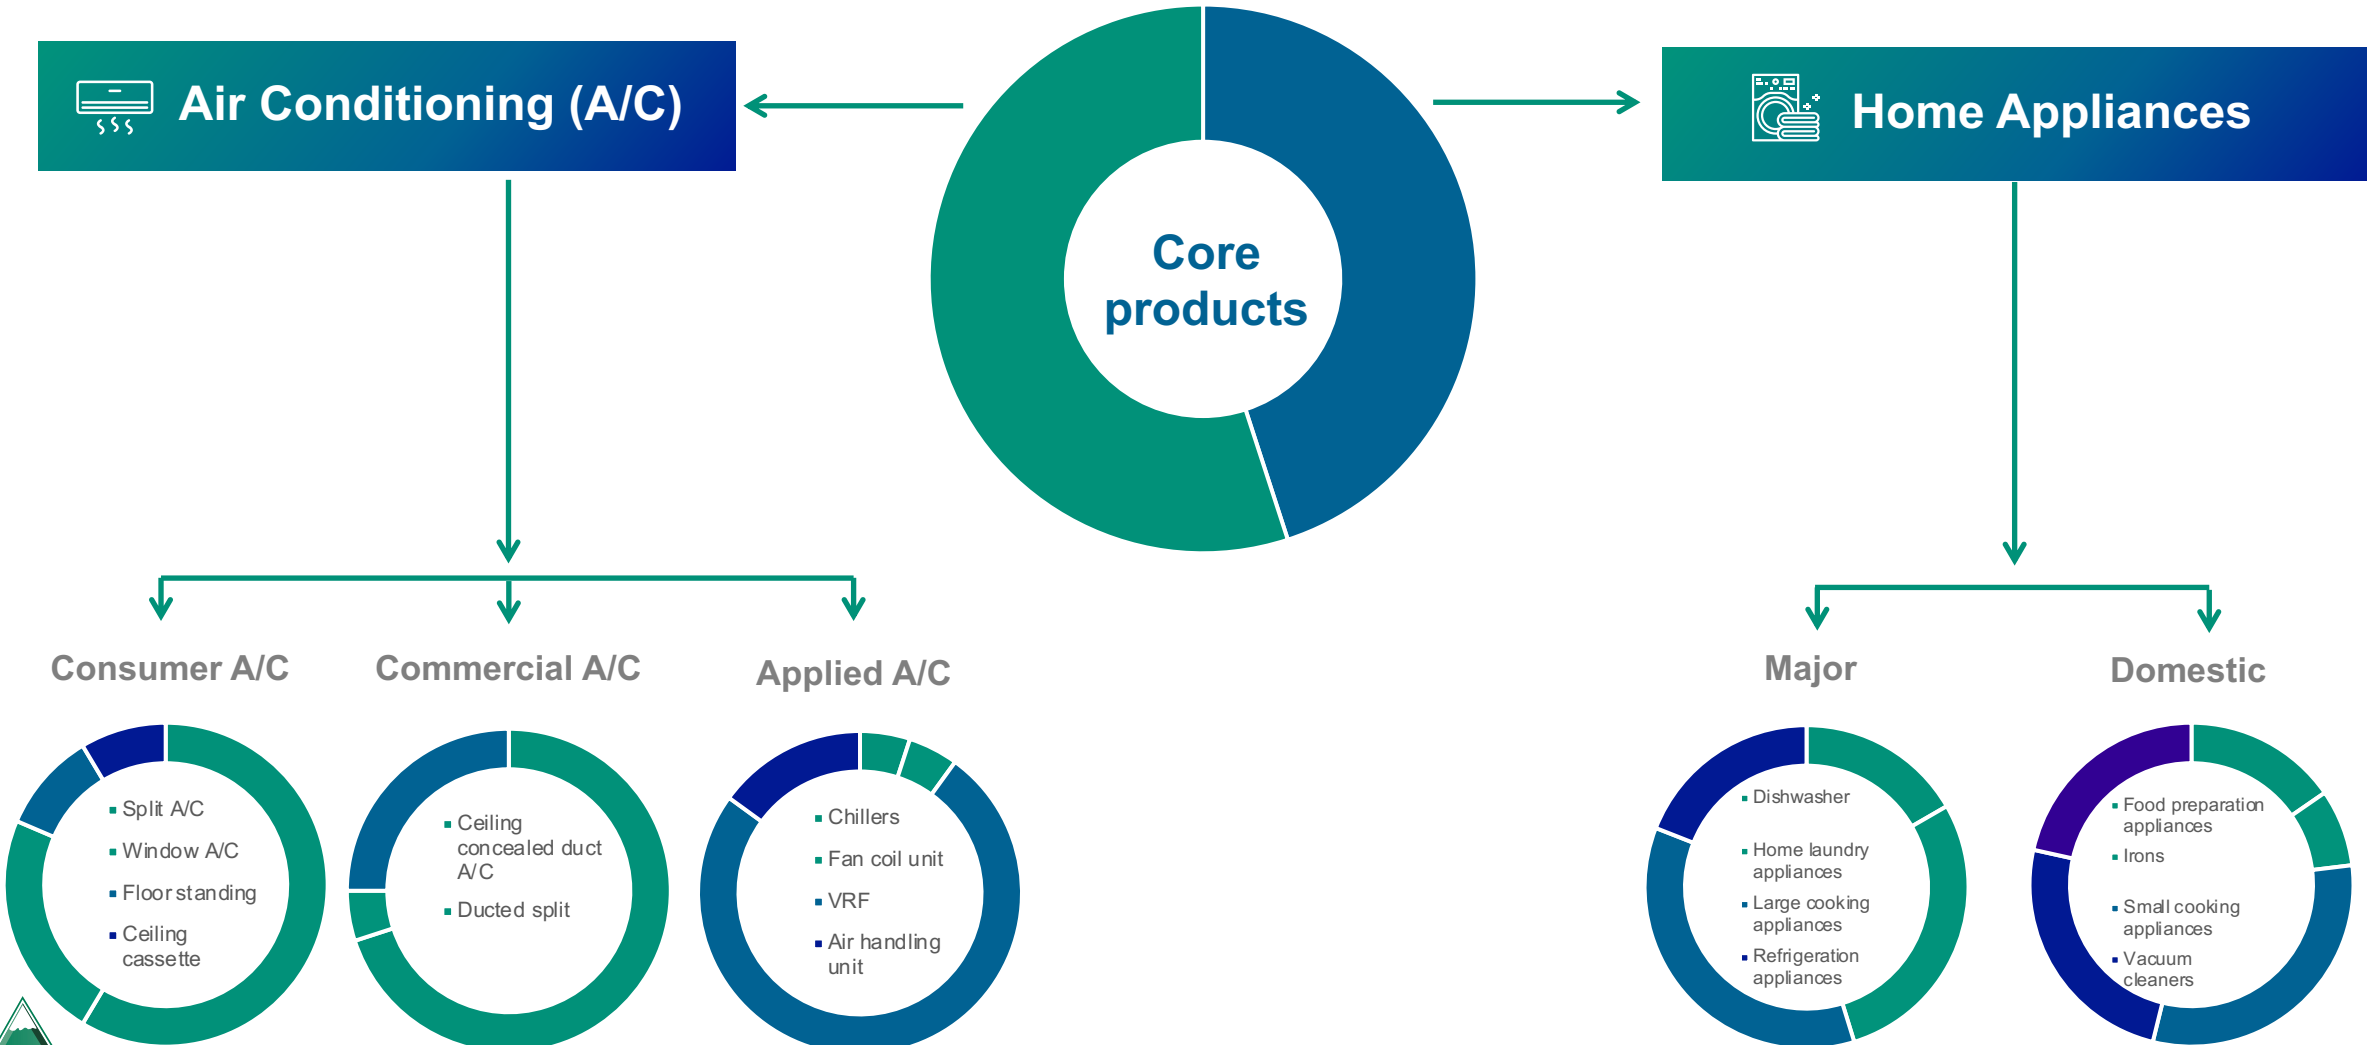 Air Conditioning (A/C)
Core
products
Home Appliances
Consumer A/C
Split A/C
Window A/C
Floor standing
Ceiling
cassette
Commercial A/C
Ceiling
concealed duct
A/C
Ducted split
Applied A/C
Chillers
Fan coil unit
VRF
Air handling
unit
Major
Dishwasher
Home laundry
appliances
Large cooking
appliances
Refrigeration
appliances
Domestic
Food preparation
appliances
Irons
Small cooking
appliances
Vacuum
cleaners